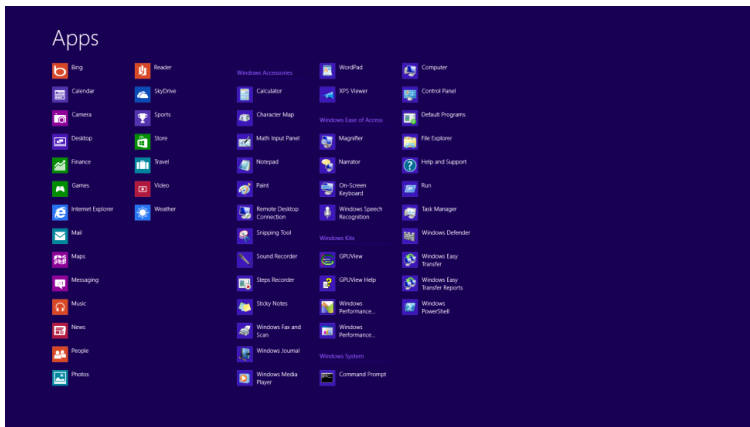 Apps
Bing
Calendar
Camera
Desktop
Finance
Games
Internet Explorer
Mail
Maps
Messaging
Music
News
People
Photos
Reader
SkyDrive
Sports
Store
Travel
Video
Weather
Windows Accessories
Calculator
Character Map
Math Input Panel
Notepad
Paint
Remote Desktop
Connection
Snipping Tool
Sound Recorder
Steps Recorder
Sticky Notes
Windows Fax and
Scan
Windows Journal
Windows Media
Player
WordPad
XPS Viewer
Windows Ease of Access
Magnifier
Narrator
On-Screen
Keyboard
Windows Speech
Recognition
Windows Kits
GPUView
GPUView Help
Windows
Performance...
Windows
Performance...
Windows System
Command Prompt
Computer
Control Panel
Default Programs
File Explorer
Help and Support
Run
Task Manager
Windows Defender
Windows Easy
Transfer
Windows Easy
Transfer Reports
Windows
PowerShell